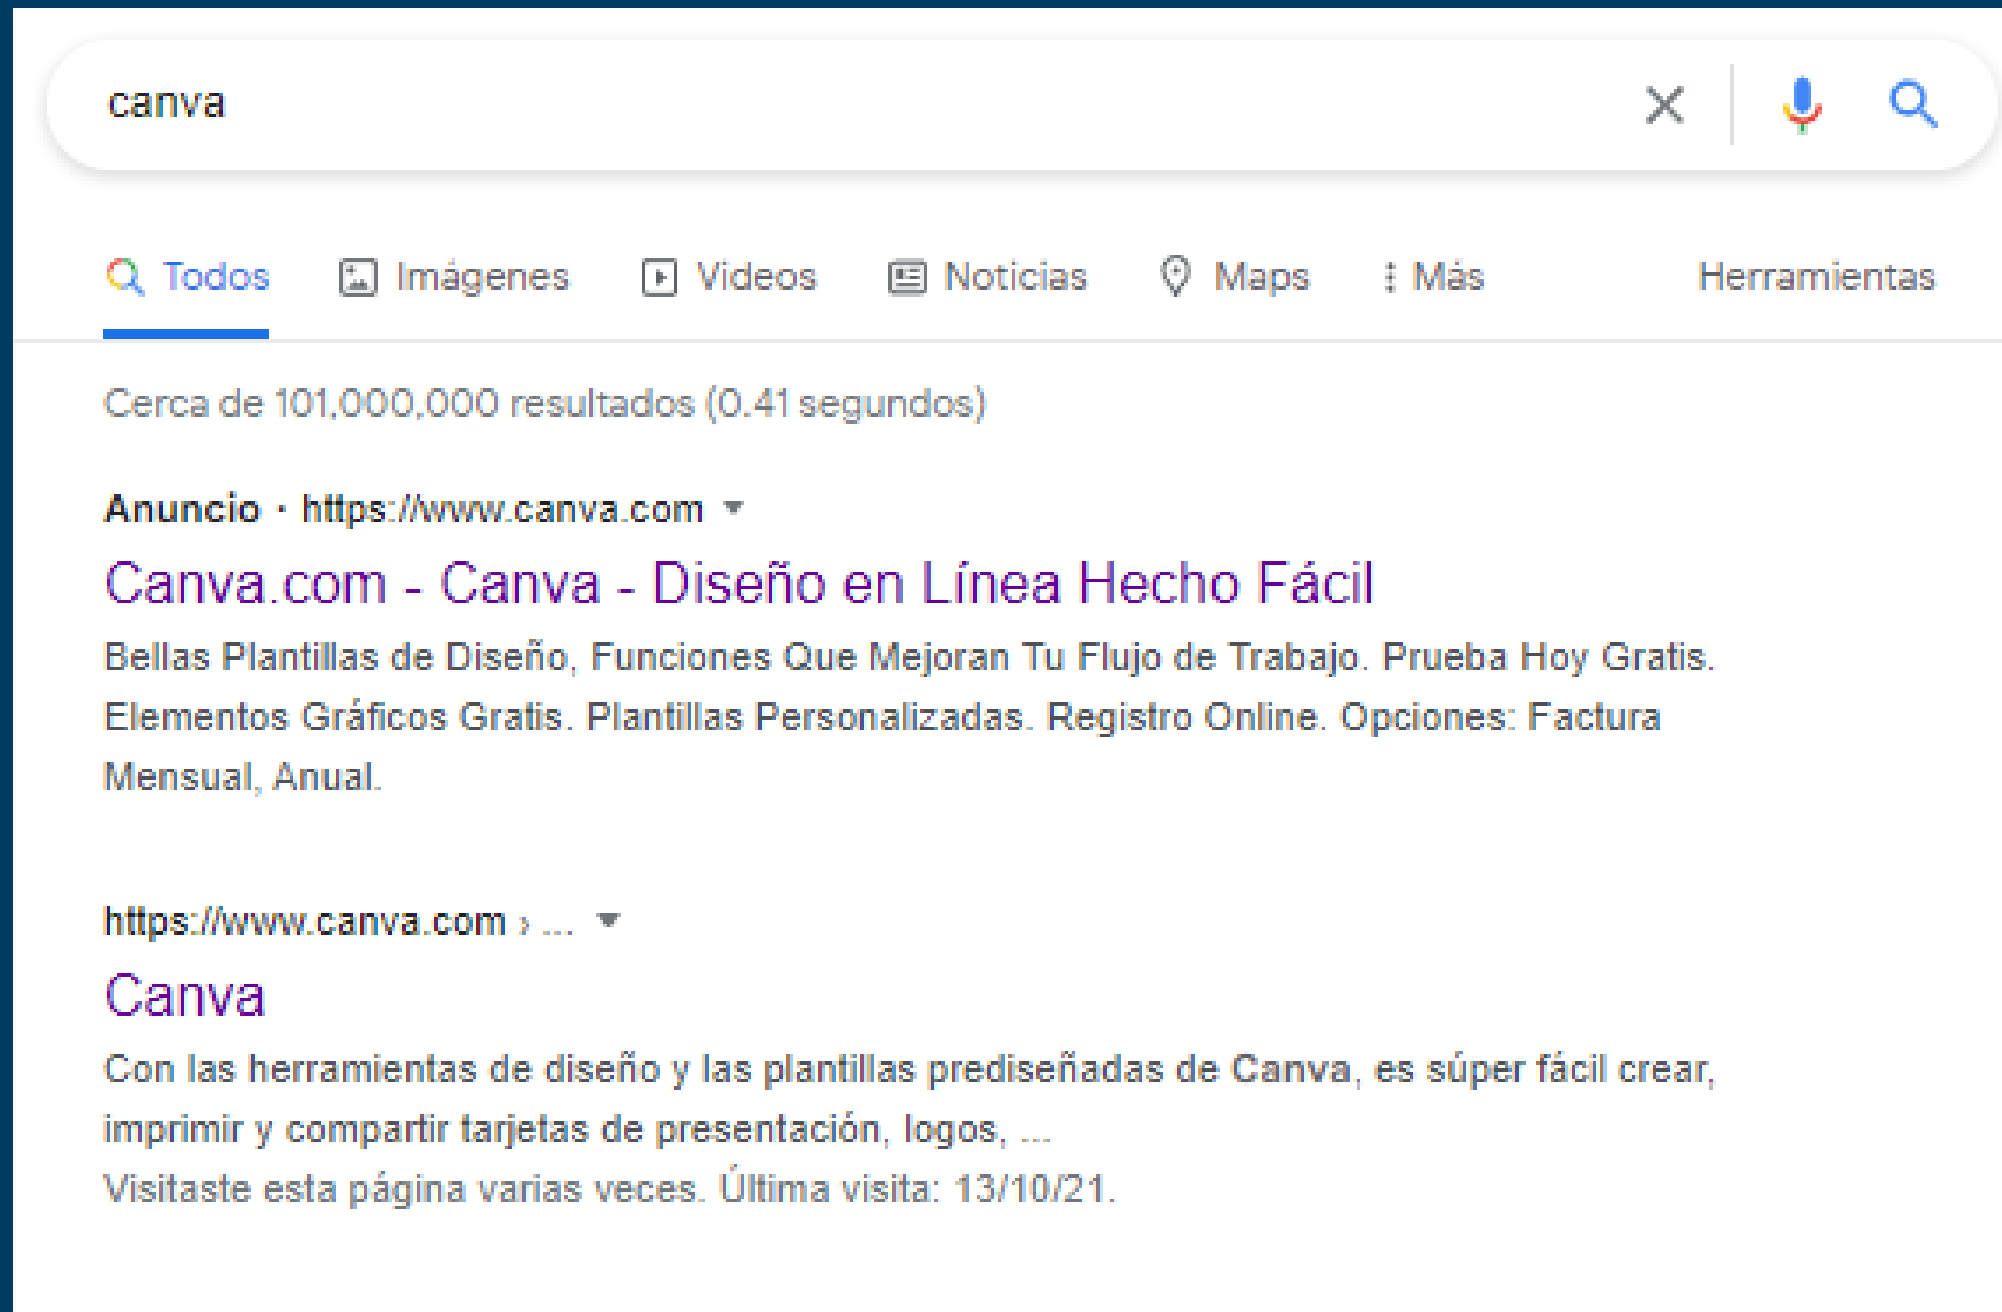 canva
Todos Imágenes Videos Noticias Maps Más Herramientas
Cerca de 101,000,000 resultados (0.41 segundos)
Anuncio · https://www.canva.com
Canva.com - Canva - Diseño en Línea Hecho Fácil
Bellas Plantillas de Diseño, Funciones Que Mejoran Tu Flujo de Trabajo. Prueba Hoy Gratis.
Elementos Gráficos Gratis. Plantillas Personalizadas. Registro Online. Opciones: Factura
Mensual, Anual.
https://www.canva.com › ...
Canva
Con las herramientas de diseño y las plantillas prediseñadas de Canva, es súper fácil crear,
imprimir y compartir tarjetas de presentación, logos, ...
Visitaste esta página varias veces. Última visita: 13/10/21.